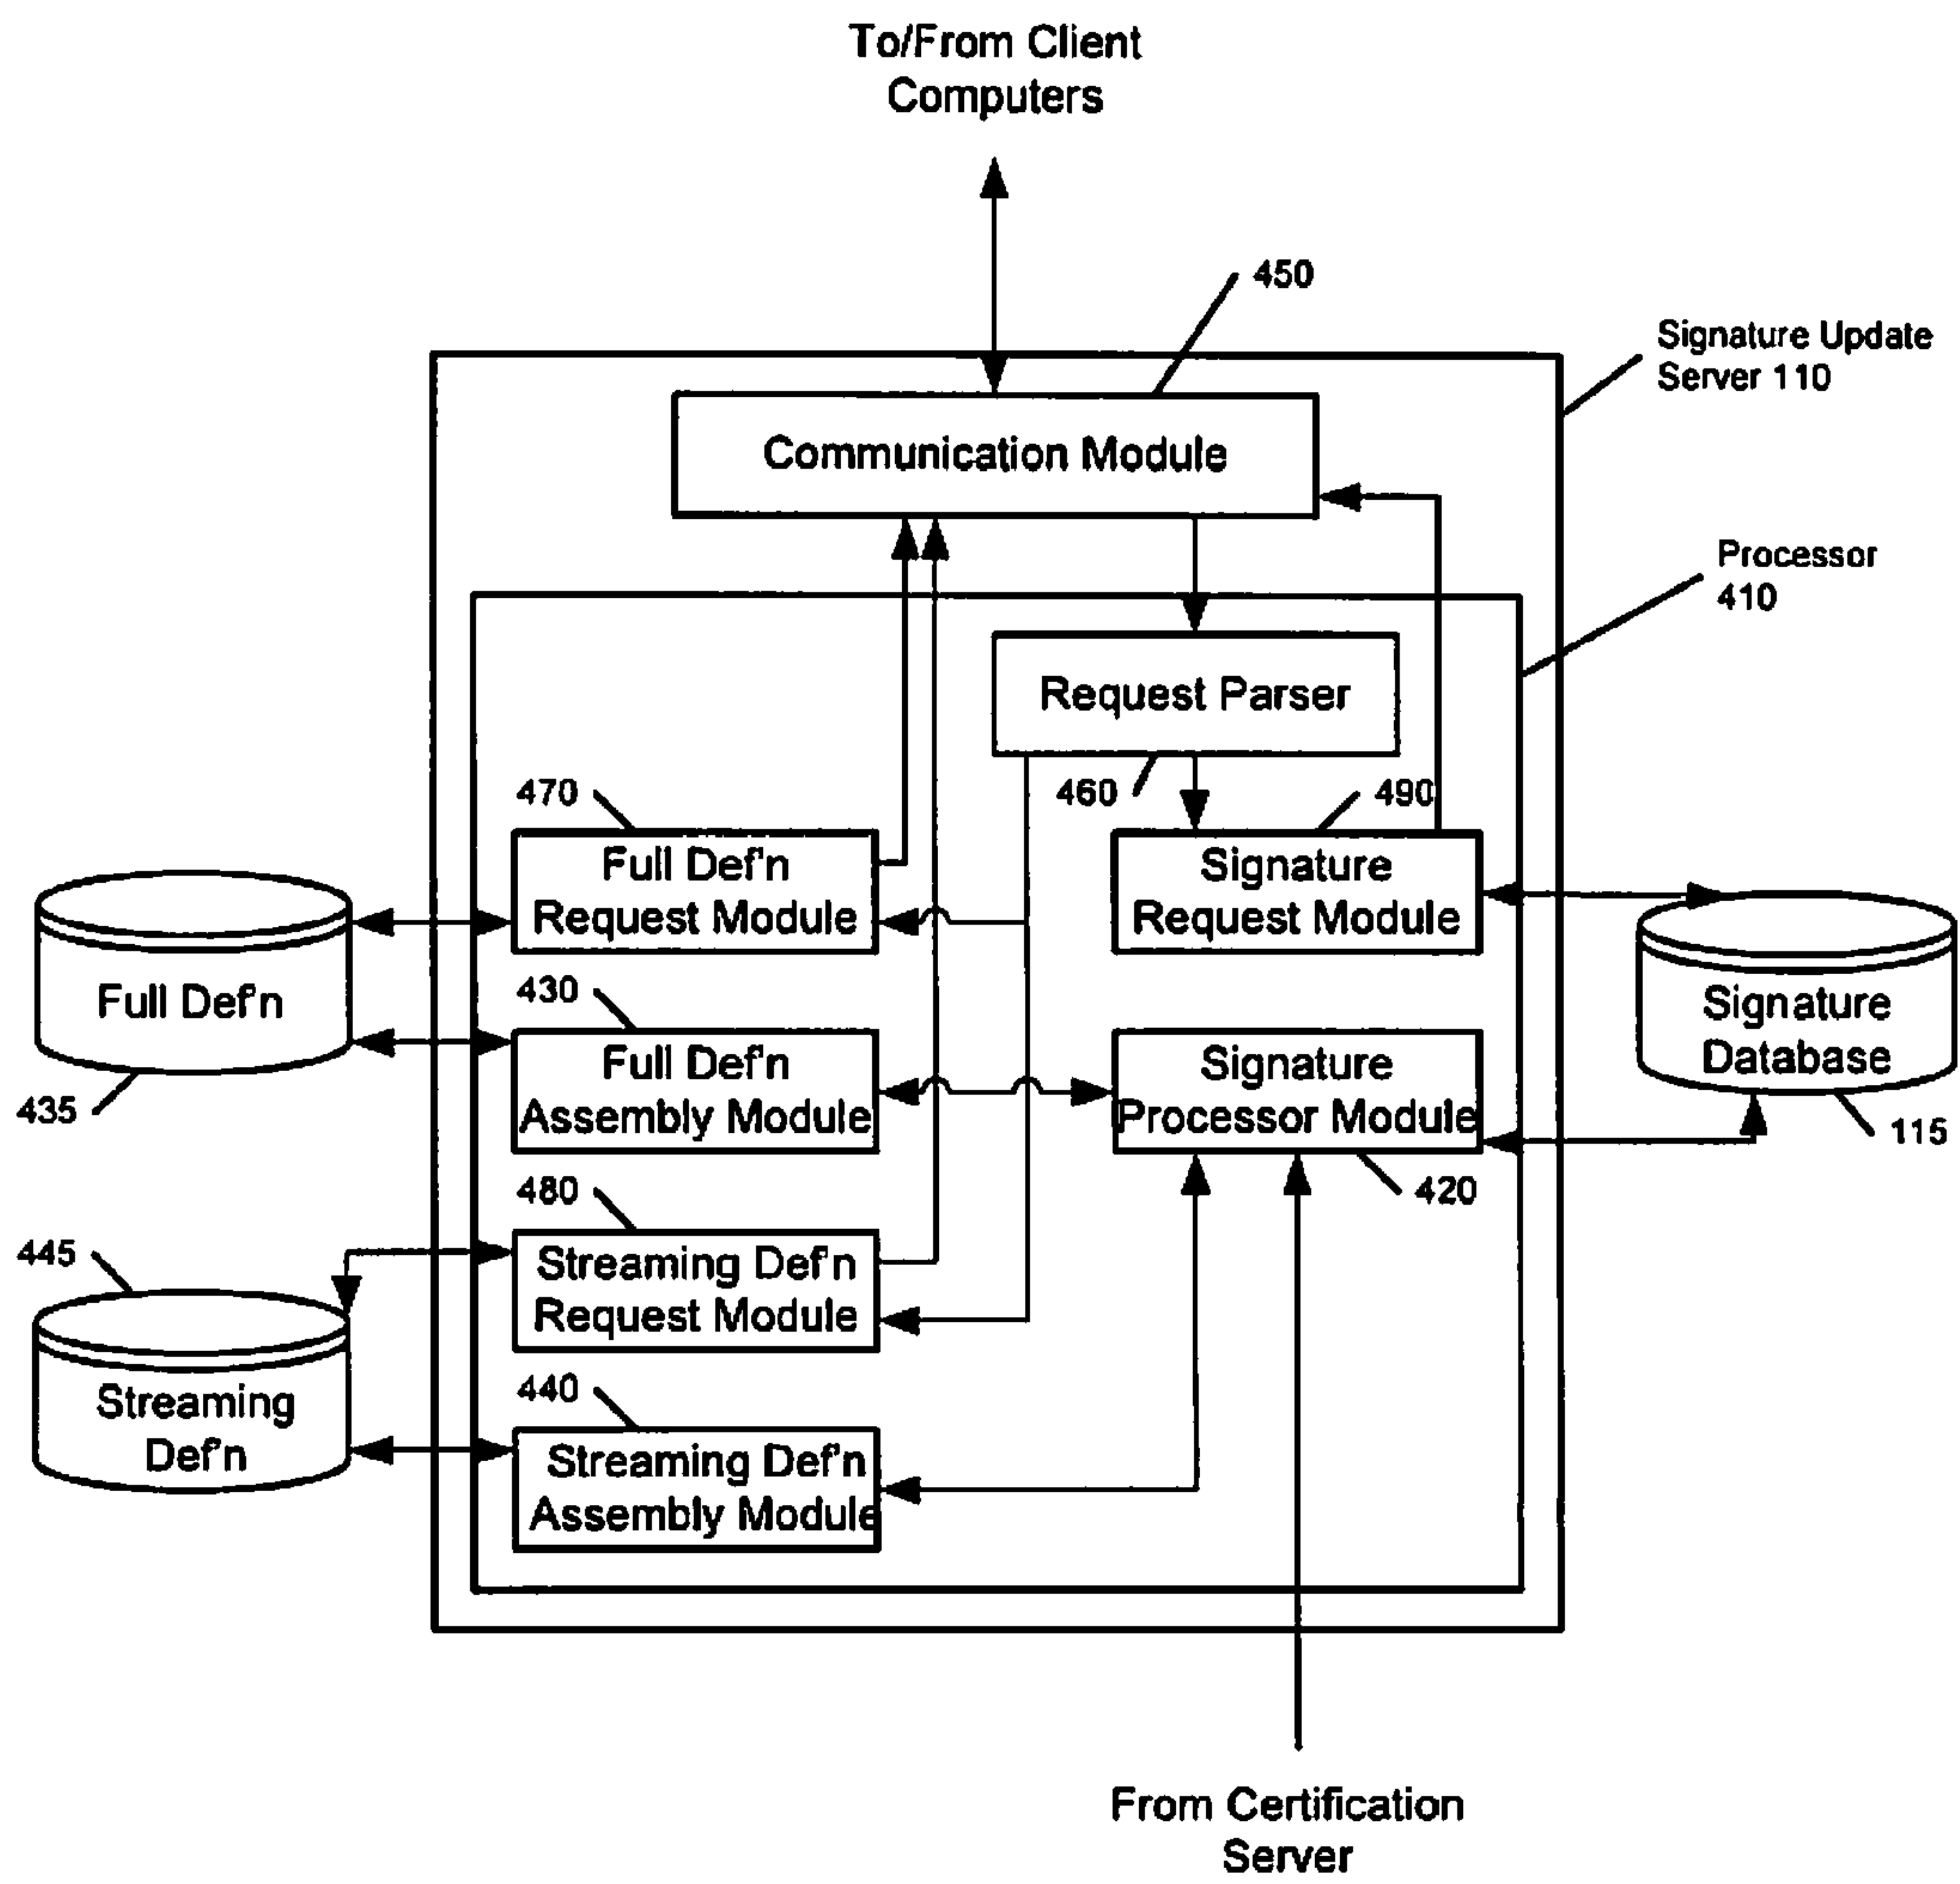 To/From Client
Computers
450
Signature Update
Server 110
Communication Module
Processor
410
Request Parser
470
460
490
Full Def'n
Request Module
Signature
Request Module
Full Def'n
430
Signature
Database
Full Def'n
Assembly Module
Signature
Processor Module
435
115
480
420
445
Streaming Def'n
Request Module
440
Streaming
Def'n
Streaming Def'n
Assembly Module
From Certification
Server